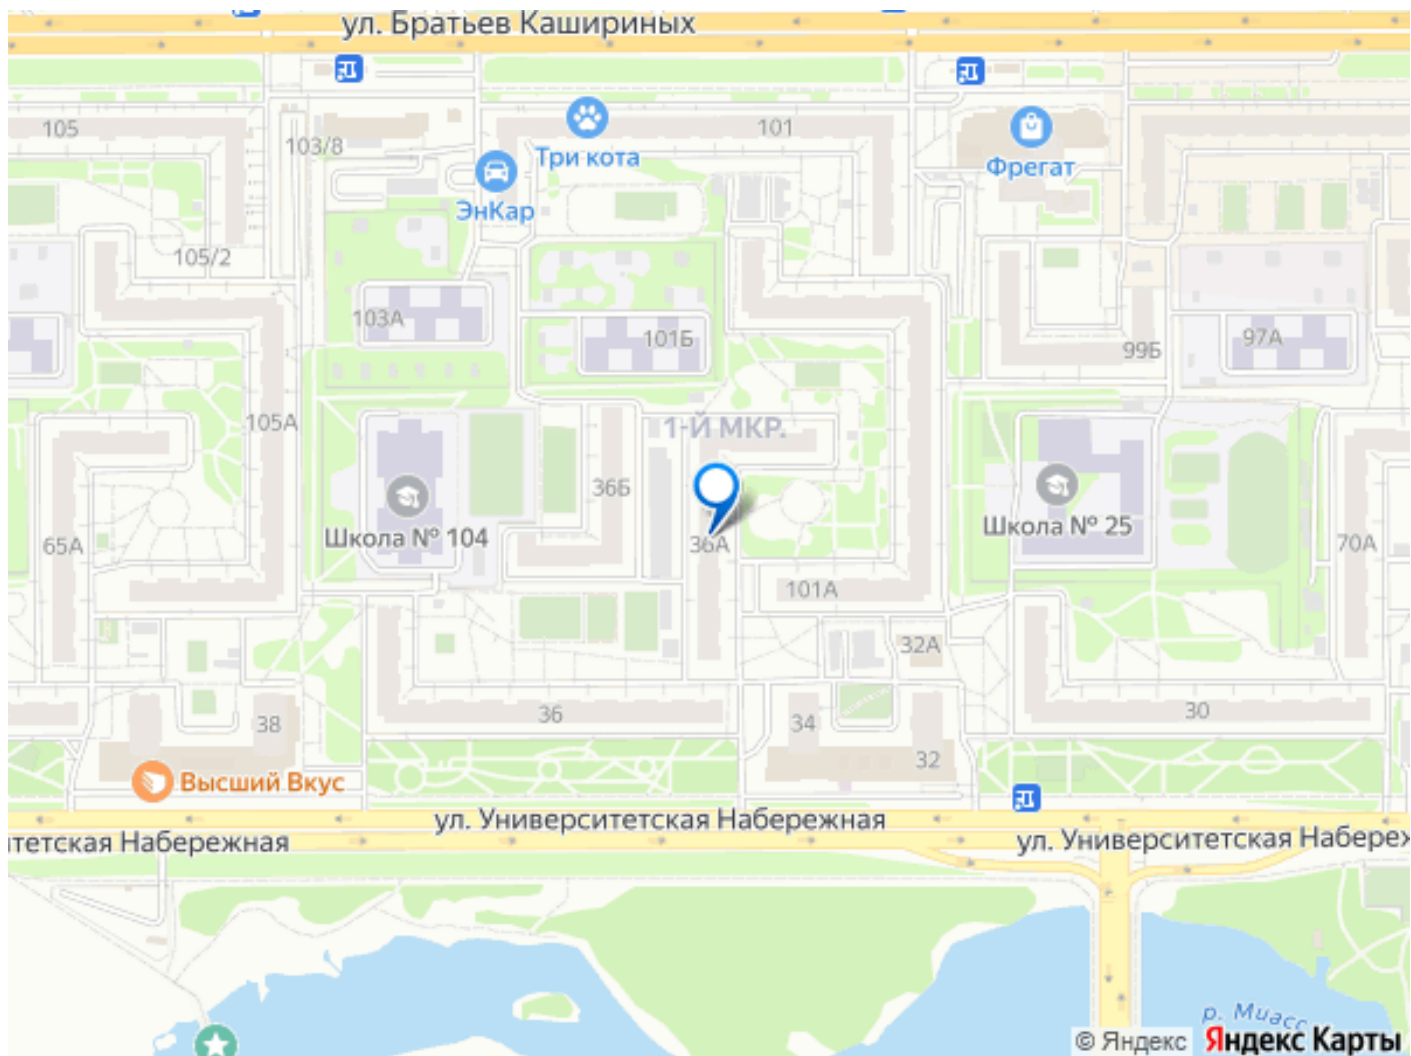 ул. Братьев Кашириных
105
103/8
Три кота
101
Фрегат
ЭнКар
105/2
103А
101Б
99Б
97А
105А
1-Й МКР.
36Б
Школа № 104
65А
36А
Школа № 25
70А
101А
32А
38
36
34
30
32
Высший Вкус
ул. Университетская Набережная
итетская Набережная
ул. Университетская Набереж
р. Миасс
© Яндекс Яндекс Карты